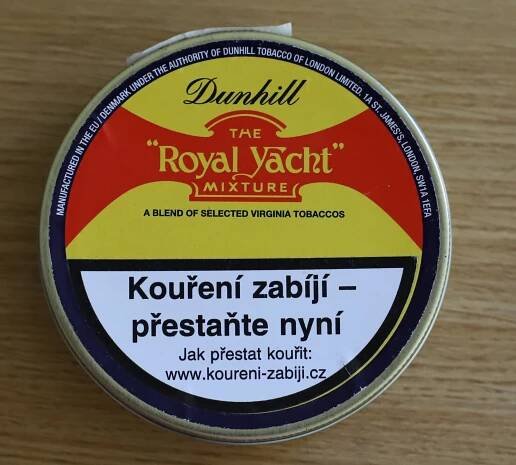 MANUFACTURED IN THE EU / DENMARK UNDER THE AUTHORITY OF DUNHILL TOBACCO OF LONDON LIMITED, 1A ST. JAMES'S, LONDON, SW1A 1EFA
Dunhill
THE
"Royal Yacht"
MIXTURE
A BLEND OF SELECTED VIRGINIA TOBACCOS
Kouření zabíjí –
přestaňte nyní
Jak přestat kouřit:
www.koureni-zabiji.cz